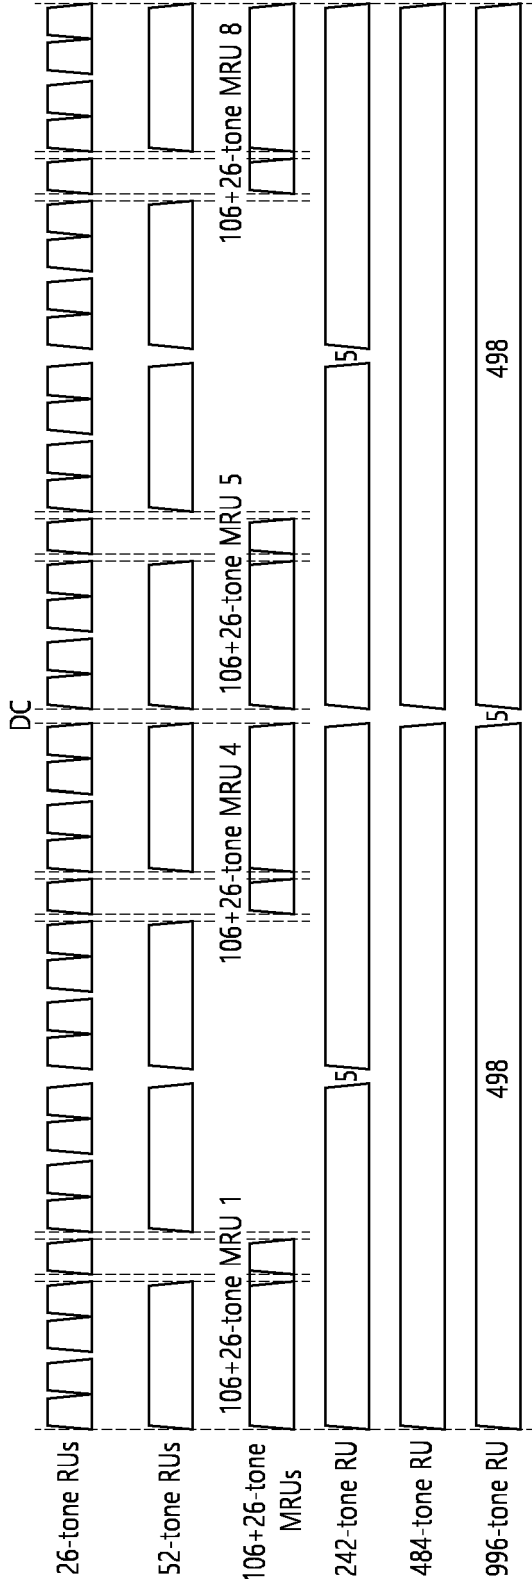 DC
26-tone RUs
52-tone RUs
106+26-tone
MRUs
106+26-tone MRU 1
106+26-tone MRU 4
106+26-tone MRU 5
106+26-tone MRU 8
242-tone RU
5
5
484-tone RU
996-tone RU
498
5
498